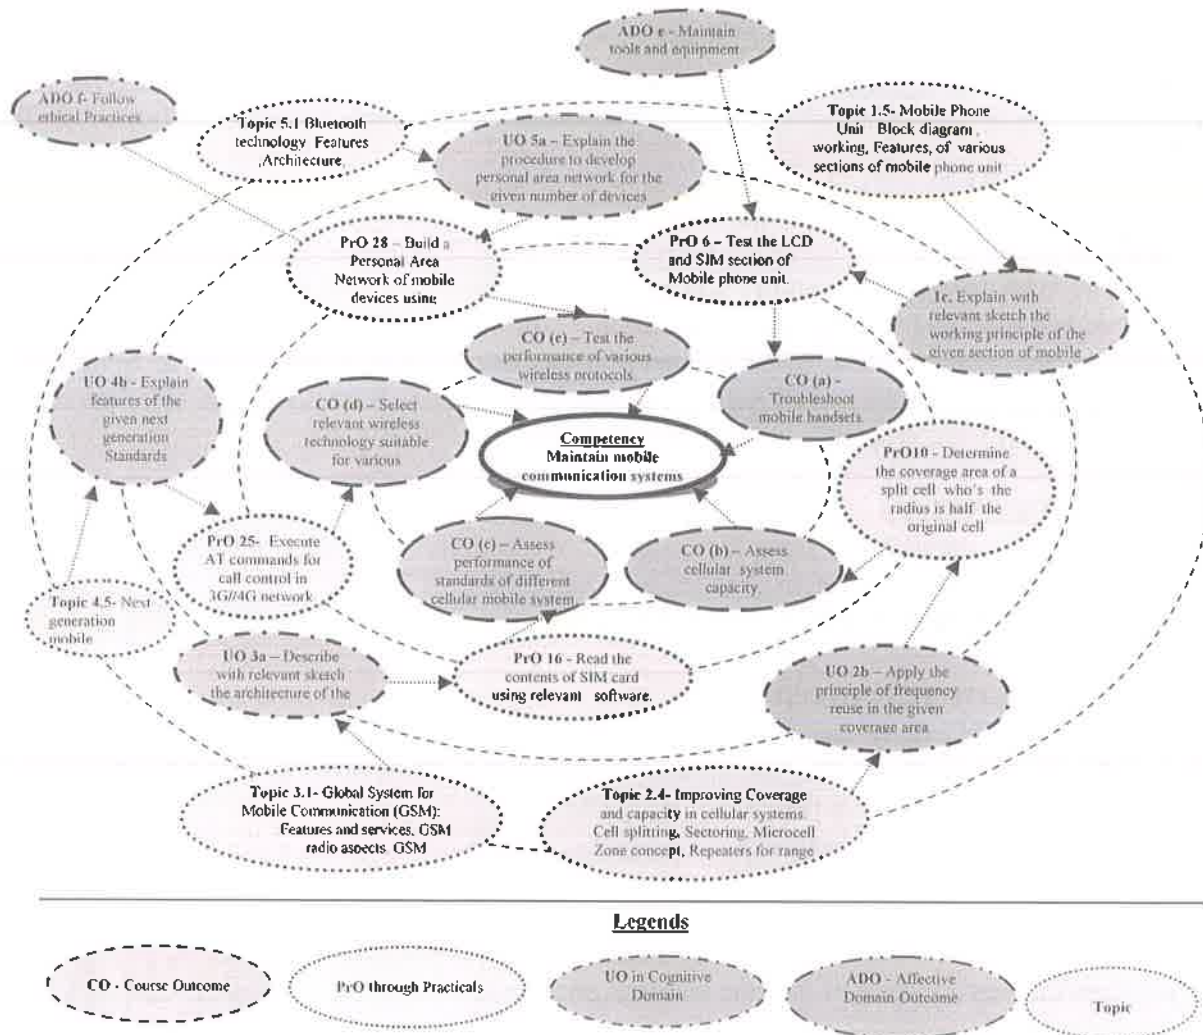 ADO e - Maintain
tools and equipment
ADO f- Follow
ethical Practices
Topic 5.1 Bluetooth
technology Features
,Architecture,
UO 5a – Explain the
procedure to develop
personal area network for the
given number of devices
Topic 1.5- Mobile Phone
Unit Block diagram ,
working, Features, of various
sections of mobile phone unit
PrO 28 – Build a
Personal Area
Network of mobile
devices using
PrO 6 – Test the LCD
and SIM section of
Mobile phone unit.
1c. Explain with
relevant sketch the
working principle of the
given section of mobile
UO 4b - Explain
features of the
given next
generation
Standards
CO (e) – Test the
performance of various
wireless protocols.
CO (a) -
Troubleshoot
mobile handsets.
CO (d) – Select
relevant wireless
technology suitable
for various
Competency
Maintain mobile
communication systems
PrO10 - Determine
the coverage area of a
split cell who's the
radius is half the
original cell
PrO 25- Execute
AT commands for
call control in
3G//4G network
CO (c) – Assess
performance of
standards of different
cellular mobile system
CO (b) – Assess
cellular system
capacity.
Topic 4.5- Next
generation
mobile
UO 3a – Describe
with relevant sketch
the architecture of the
PrO 16 - Read the
contents of SIM card
using relevant software.
UO 2b – Apply the
principle of frequency
reuse in the given
coverage area
Topic 3.1- Global System for
Mobile Communication (GSM):
Features and services, GSM
radio aspects, GSM
Topic 2.4- Improving Coverage
and capacity in cellular systems
Cell splitting, Sectoring, Microcell
Zone concept, Repeaters for range
Legends
CO - Course Outcome
PrO through Practicals
UO in Cognitive
Domain
ADO - Affective
Domain Outcome
Topic